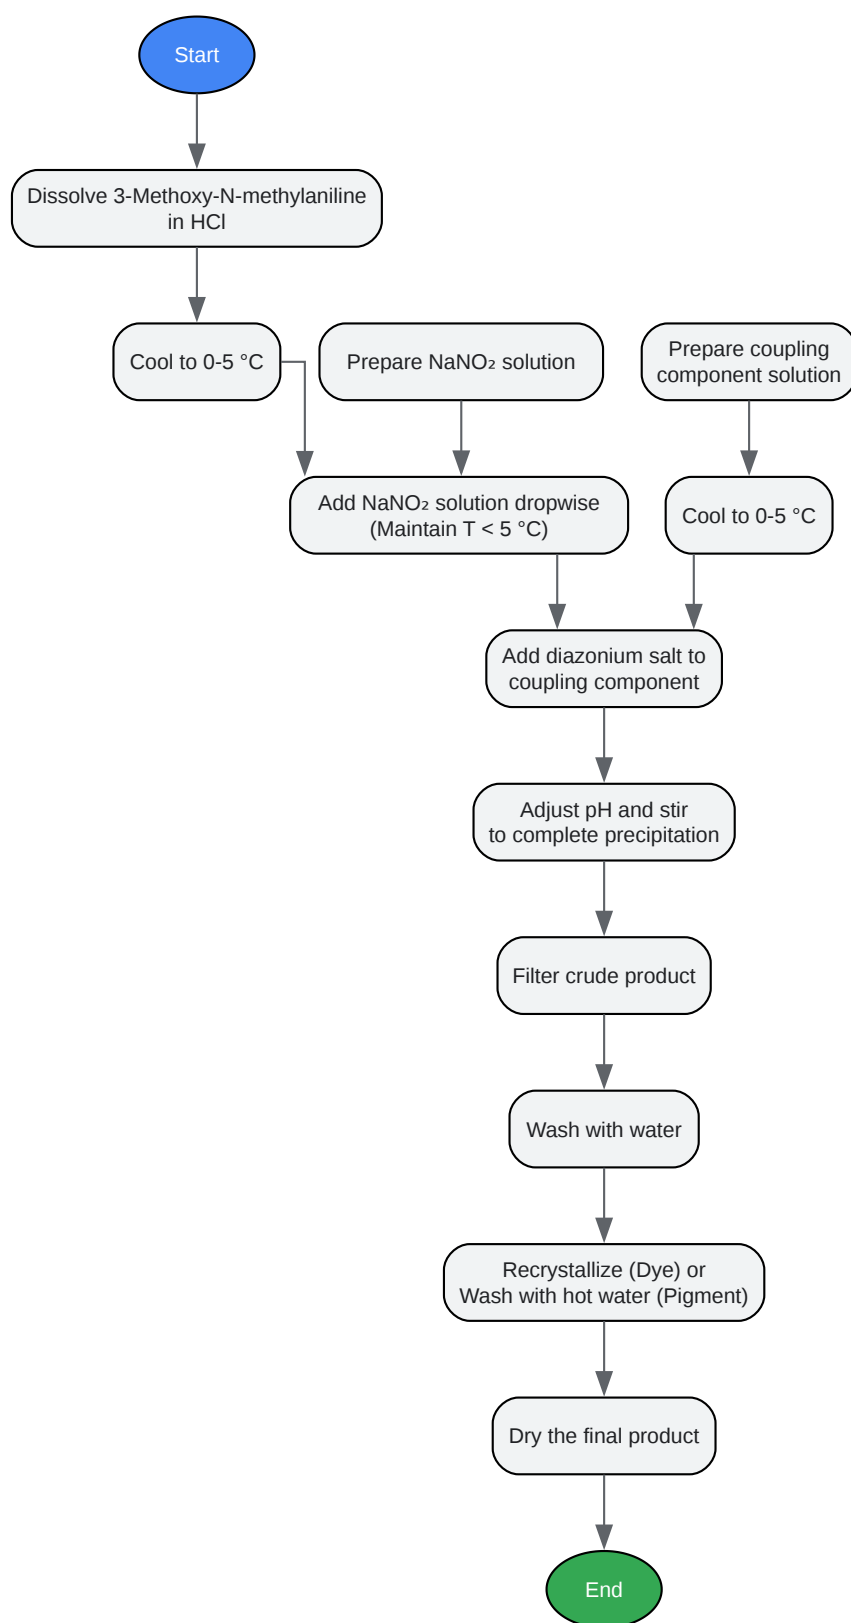 Start
Dissolve 3-Methoxy-N-methylaniline
in HCl
Cool to 0-5 °C
Prepare NaNO₂ solution
Prepare coupling
component solution
Add NaNO₂ solution dropwise
(Maintain T < 5 °C)
Cool to 0-5 °C
Add diazonium salt to
coupling component
Adjust pH and stir
to complete precipitation
Filter crude product
Wash with water
Recrystallize (Dye) or
Wash with hot water (Pigment)
Dry the final product
End